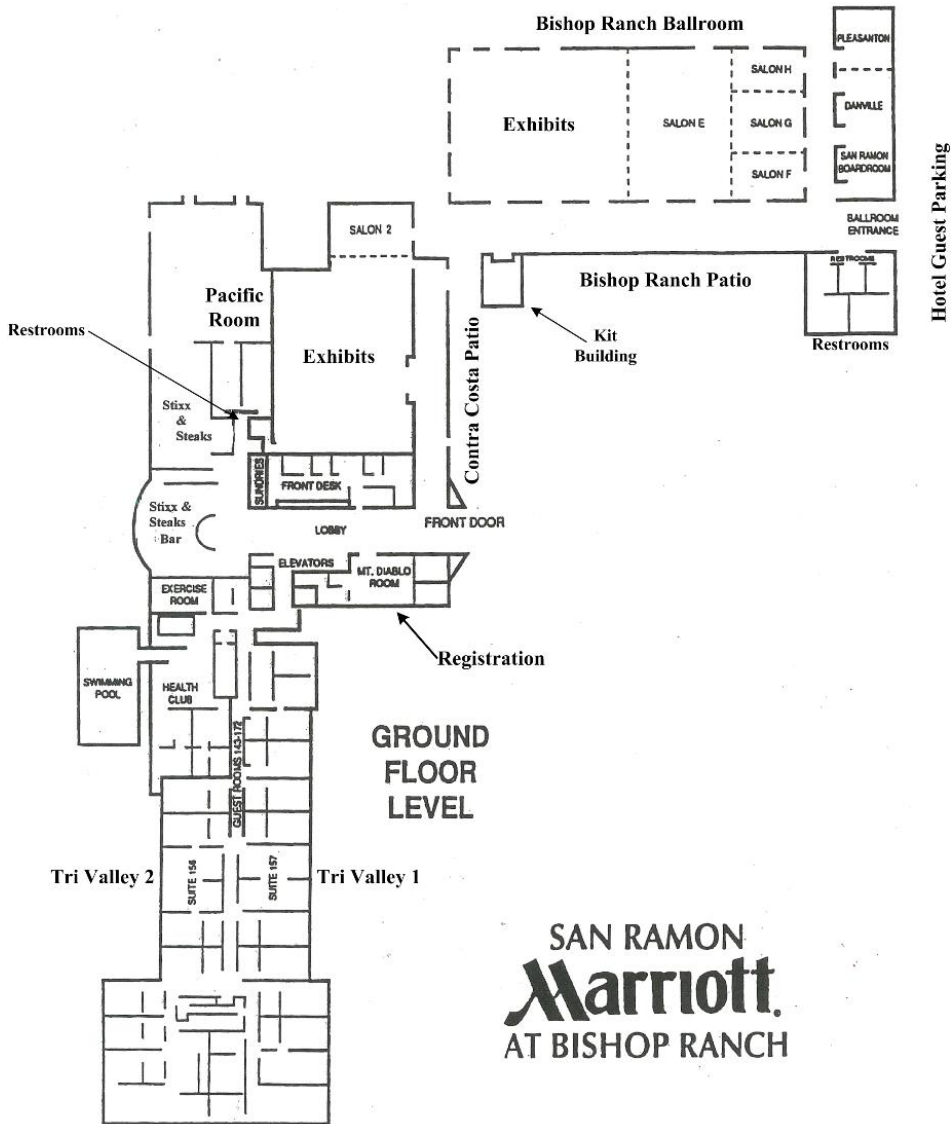 Bishop Ranch Ballroom
PLEASANTON
SALON H
Exhibits
SALON E
SALON G
DANVILLE
SALON F
SAN RAMON
BOARDROOM
Hotel Guest Parking
BALLROOM
ENTRANCE
SALON 2
RESTROOMS
Bishop Ranch Patio
Pacific
Room
Restrooms
Exhibits
Kit
Building
Restrooms
Contra Costa Patio
Stixx
&
Steaks
SUNDRIES
FRONT DESK
Stixx &
Steaks
Bar
LOBBY
FRONT DOOR
ELEVATORS
MT. DIABLO
ROOM
EXERCISE
ROOM
Registration
SWIMMING
POOL
HEALTH
CLUB
GUEST ROOMS 143-172
GROUND
FLOOR
LEVEL
Tri Valley 2
SUITE 156
SUITE 157
Tri Valley 1
SAN RAMON
Marriott.
AT BISHOP RANCH